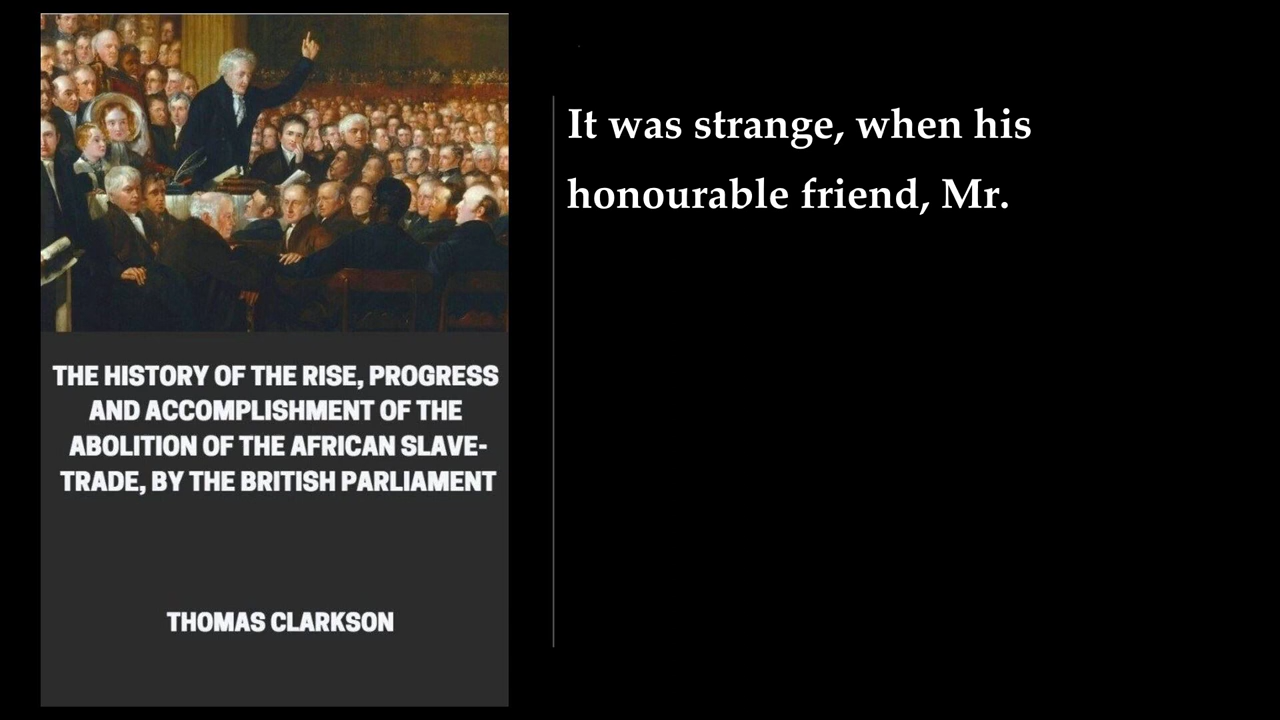 THE HISTORY OF THE RISE, PROGRESS
AND ACCOMPLISHMENT OF THE
ABOLITION OF THE AFRICAN SLAVE-
TRADE, BY THE BRITISH PARLIAMENT
THOMAS CLARKSON
It was strange, when his
honourable friend, Mr.